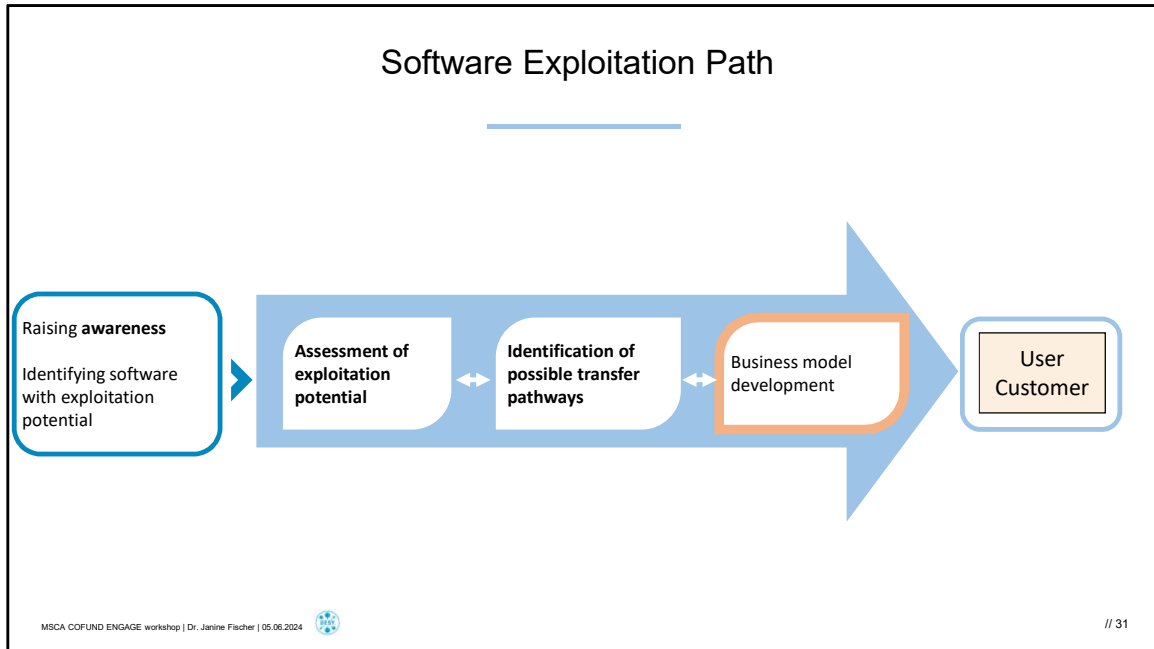 Software Exploitation Path
Raising awareness
Identifying software
with exploitation
potential
Assessment of
exploitation
potential
Identification of
possible transfer
pathways
Business model
development
User
Customer
MSCA COFUND ENGAGE workshop | Dr. Janine Fischer | 05.06.2024
// 31